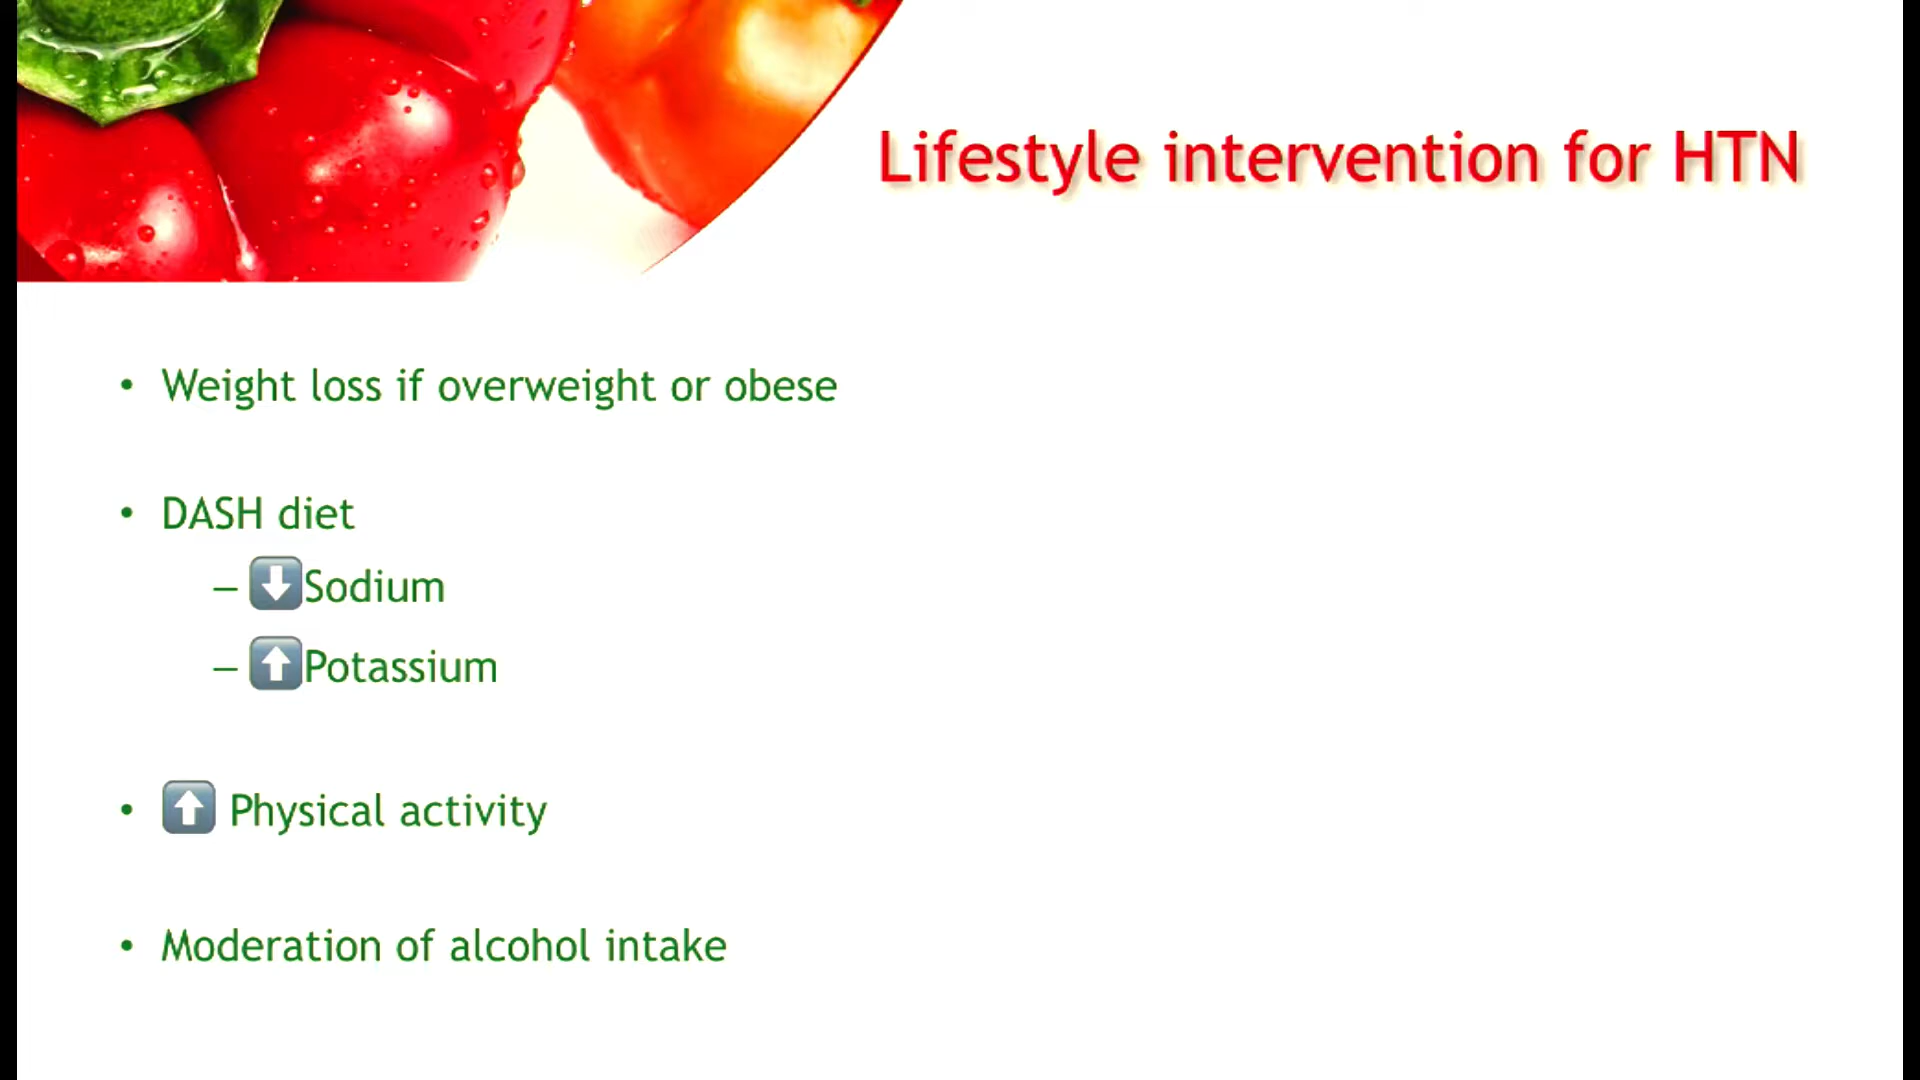 Lifestyle intervention for HTN
• Weight loss if overweight or obese
• DASH diet
– ⬇️Sodium
– ⬆️Potassium
• ⬆️ Physical activity
• Moderation of alcohol intake